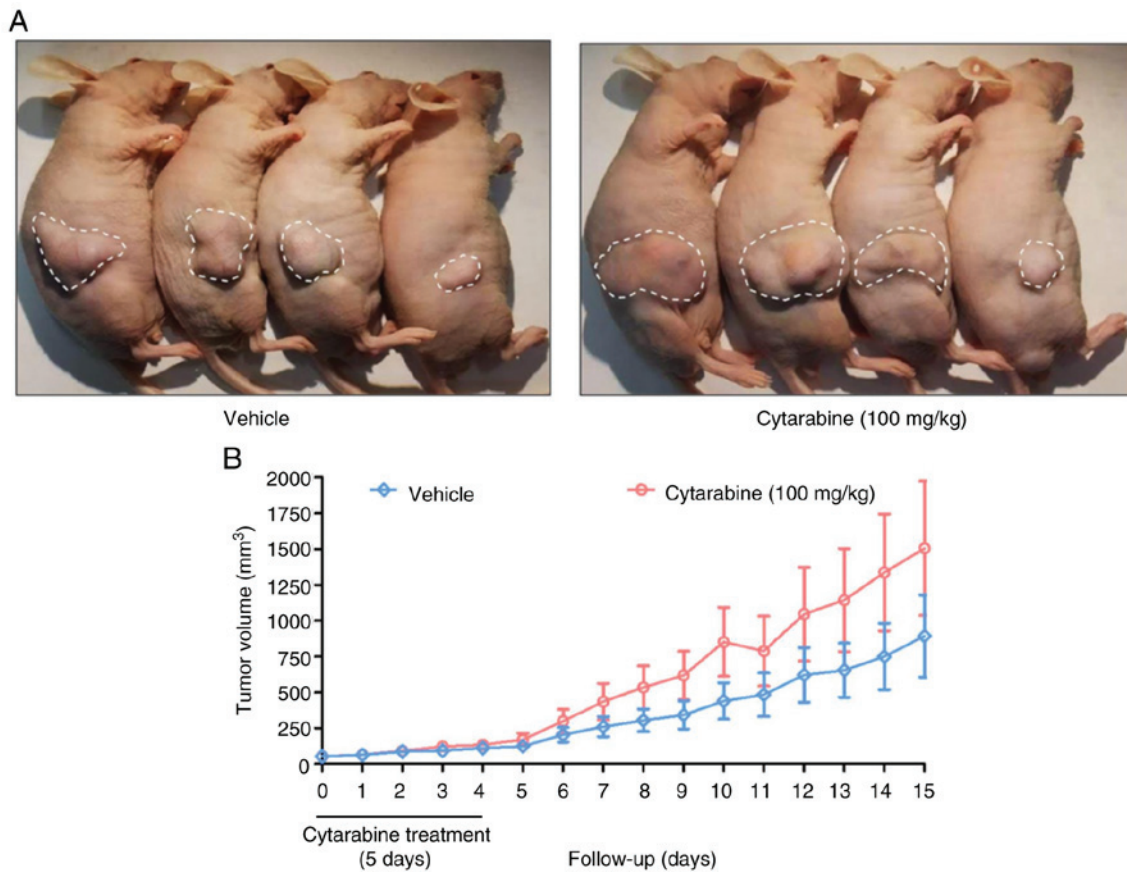 A
Vehicle
Cytarabine (100 mg/kg)
B
Vehicle
Cytarabine (100 mg/kg)
Tumor volume (mm³)
2000
1750
1500
1250
1000
750
500
250
0
0 1 2 3 4 5 6 7 8 9 10 11 12 13 14 15
Cytarabine treatment
(5 days)
Follow-up (days)